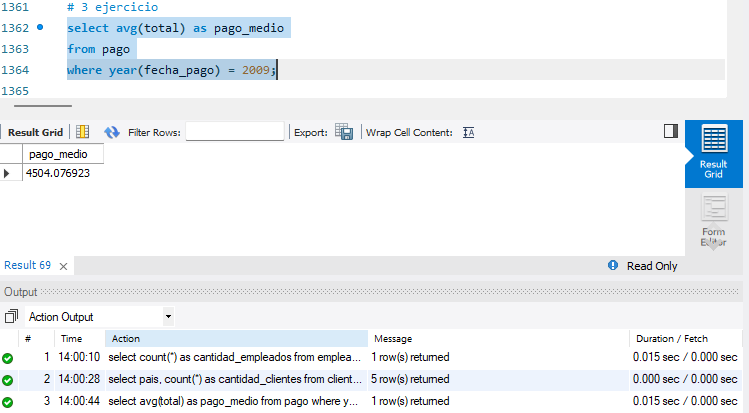 1361 # 3 ejercicio
1362 select avg(total) as pago_medio
1363 from pago
1364 where year(fecha_pago) = 2009;
1365
Result Grid Filter Rows: Export: Wrap Cell Content:
pago_medio
4504.076923
Result Grid
Form Editor
Result 69 × Read Only
Output
Action Output
# Time Action Message Duration / Fetch
1 14:00:10 select count(*) as cantidad_empleados from emplea... 1 row(s) returned 0.015 sec / 0.000 sec
2 14:00:28 select pais, count(*) as cantidad_clientes from client... 5 row(s) returned 0.000 sec / 0.000 sec
3 14:00:44 select avg(total) as pago_medio from pago where y... 1 row(s) returned 0.015 sec / 0.000 sec